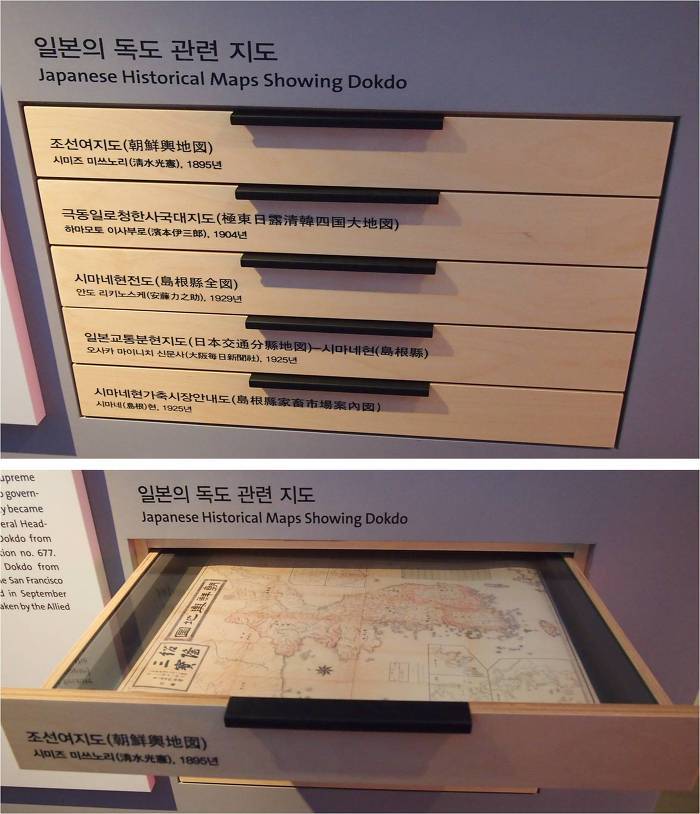 일본의 독도 관련 지도
Japanese Historical Maps Showing Dokdo
조선여지도(朝鮮輿地図)
시미즈 미쓰노리(清水光憲), 1895년
극동일로청한사국대지도(極東日露清韓四国大地図)
하마모토 이사부로(濱本伊三郎), 1904년
시마네현전도(島根縣全図)
안도 리키노스케(安藤力之助), 1929년
일본교통분현지도(日本交通分縣地図)-시마네현(島根縣)
오사카 마이니치 신문사(大阪毎日新聞社), 1925년
시마네현가축시장안내도(島根縣家畜市場案內図)
시마네(島根)현, 1925년
upreme
govern-
y became
eral Head-
Dokdo from
ion no. 677.
Dokdo from
e San Francisco
d in September
aken by the Allied
일본의 독도 관련 지도
Japanese Historical Maps Showing Dokdo
朝鮮輿地圖
조선여지도(朝鮮輿地図)
시미즈 미쓰노리(清水光憲), 1895년